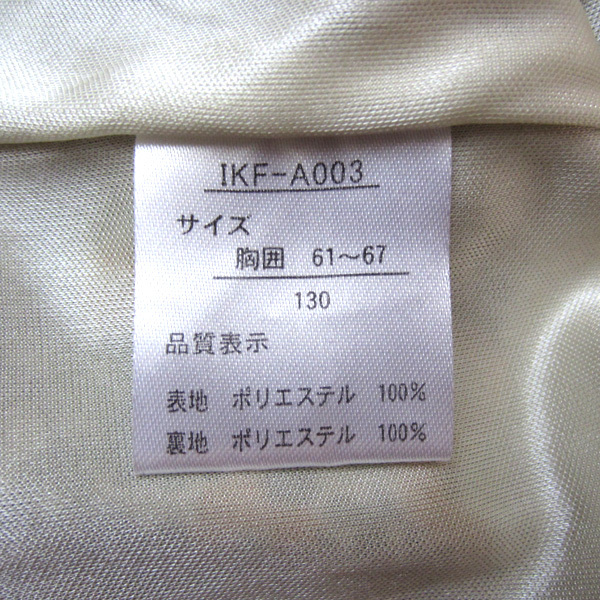 IKF-A003
サイズ
胸囲 61〜67
130
品質表示
表地 ポリエステル 100%
裏地 ポリエステル 100%